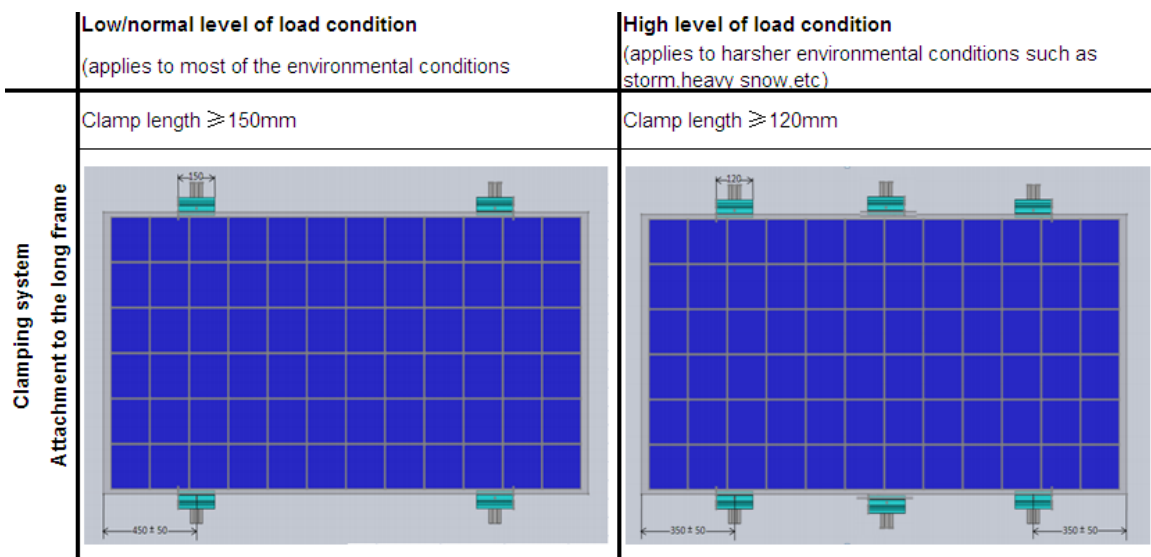 Low/normal level of load condition
(applies to most of the environmental conditions
High level of load condition
(applies to harsher environmental conditions such as
storm,heavy snow,etc)
Clamp length ≥150mm
Clamp length ≥120mm
Clamping system
Attachment to the long frame
150
450 ± 50
120
350 ± 50
350 ± 50